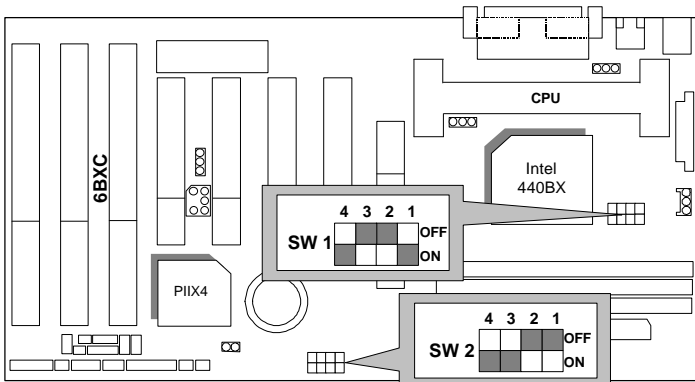 CPU
6BXC
Intel
440BX
4 3 2 1
OFF
SW 1
ON
PIIX4
4 3 2 1
OFF
SW 2
ON